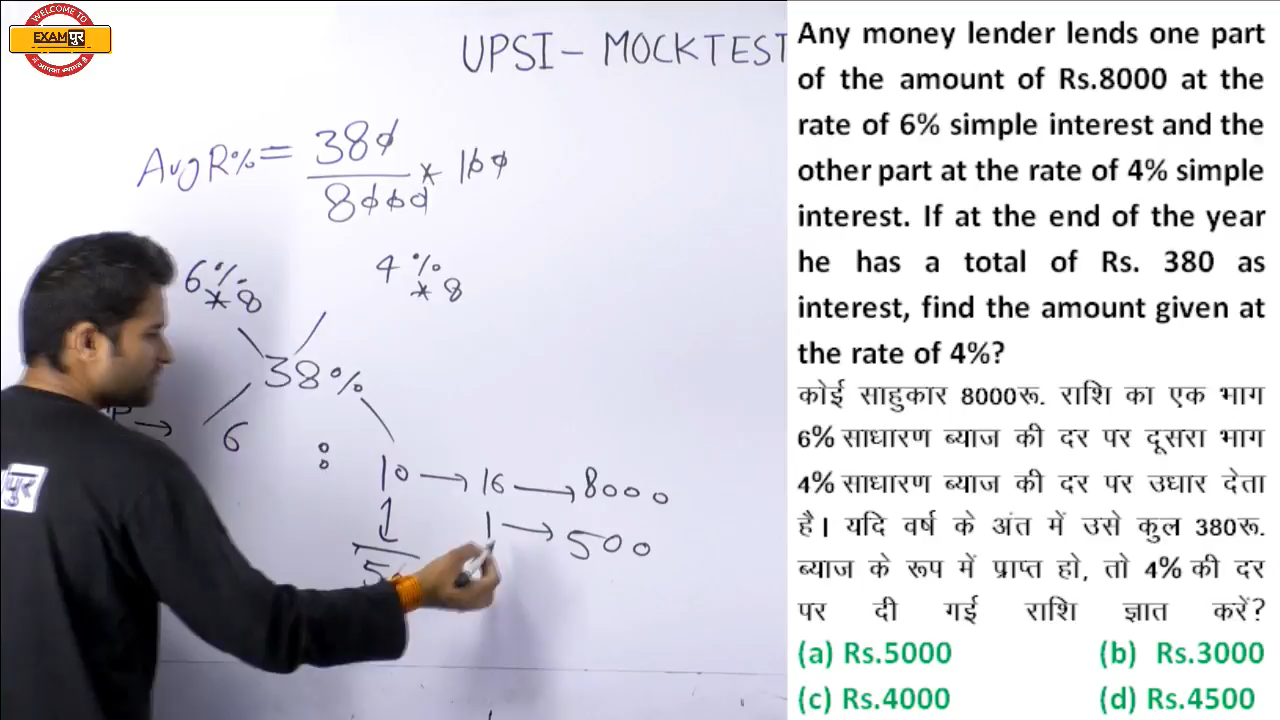 WELCOME TO
EXAMपुर
UPSI - MOCKTEST
AvgR% = 380/8000 * 100
6% 4%
*8 *8
38%
P → 6 : 10 → 16 → 8000
1 → 500
5
पुर
Any money lender lends one part
of the amount of Rs.8000 at the
rate of 6% simple interest and the
other part at the rate of 4% simple
interest. If at the end of the year
he has a total of Rs. 380 as
interest, find the amount given at
the rate of 4%?
कोई साहुकार 8000रू. राशि का एक भाग
6% साधारण ब्याज की दर पर दूसरा भाग
4% साधारण ब्याज की दर पर उधार देता
है। यदि वर्ष के अंत में उसे कुल 380रू.
ब्याज के रूप में प्राप्त हो, तो 4% की दर
पर दी गई राशि ज्ञात करें?
(a) Rs.5000 (b) Rs.3000
(c) Rs.4000 (d) Rs.4500